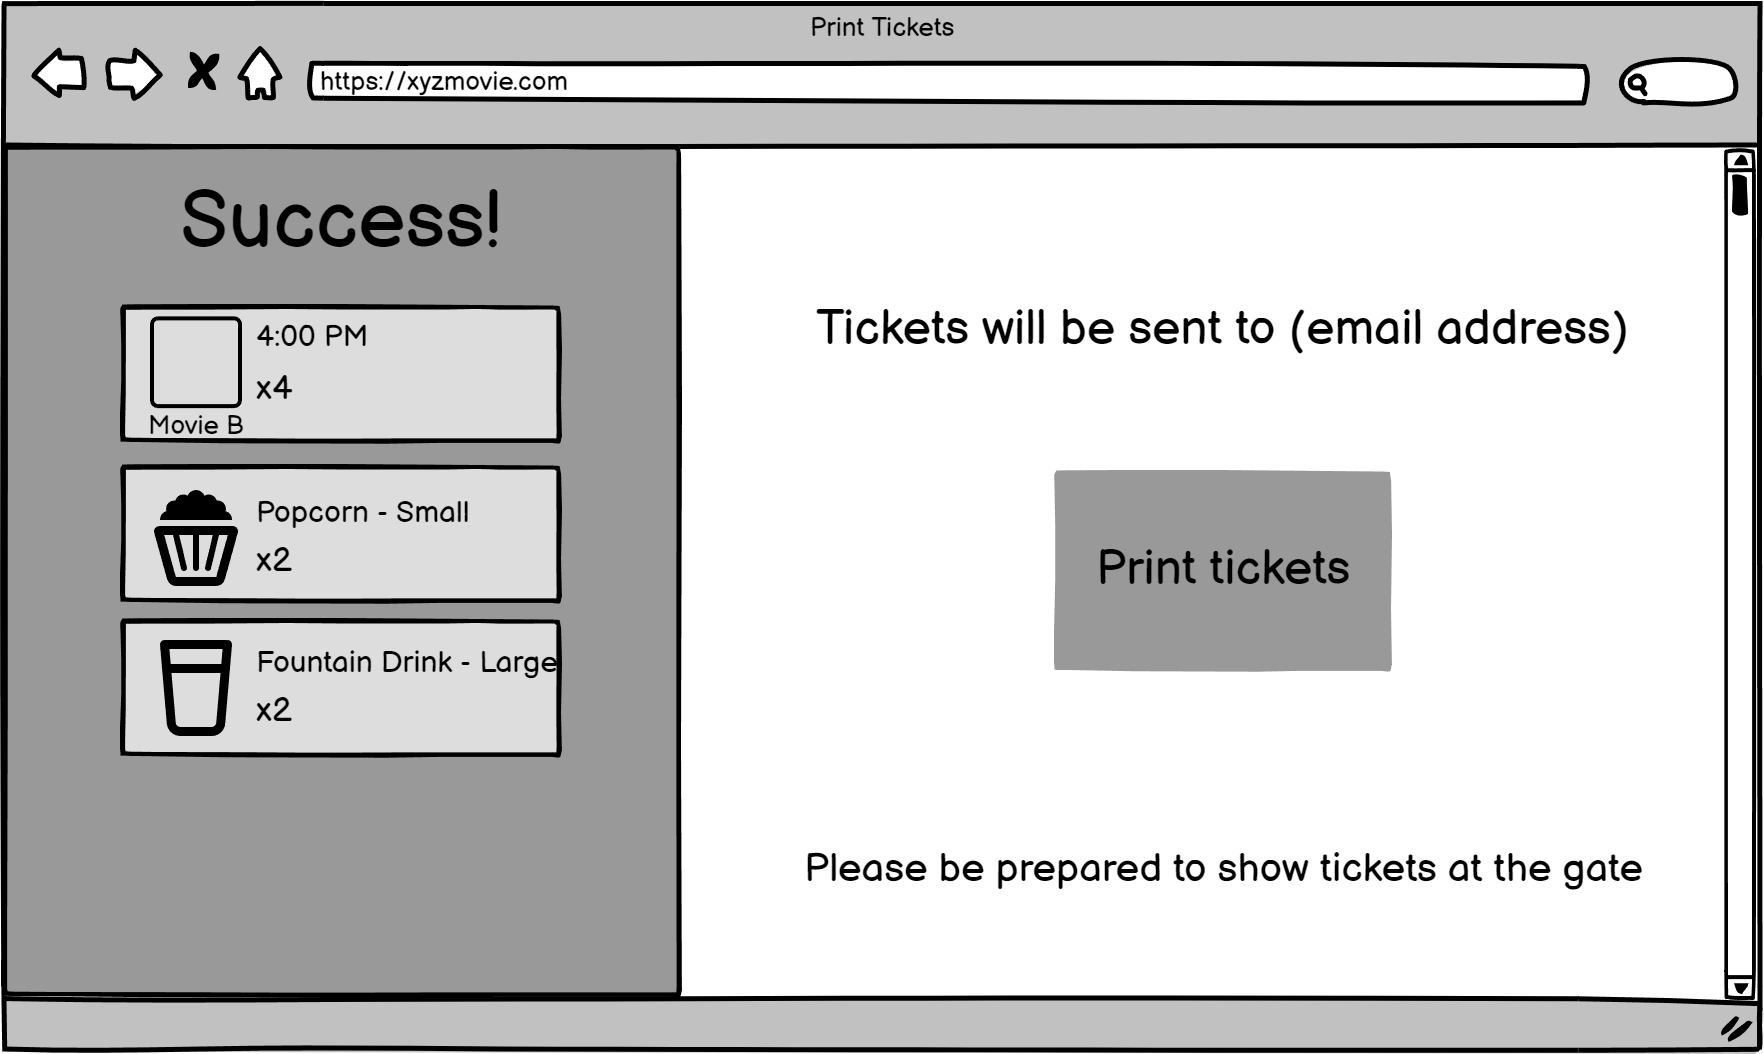 Print Tickets
https://xyzmovie.com
Success!
4:00 PM
x4
Movie B
Popcorn - Small
x2
Fountain Drink - Large
x2
Tickets will be sent to (email address)
Print tickets
Please be prepared to show tickets at the gate